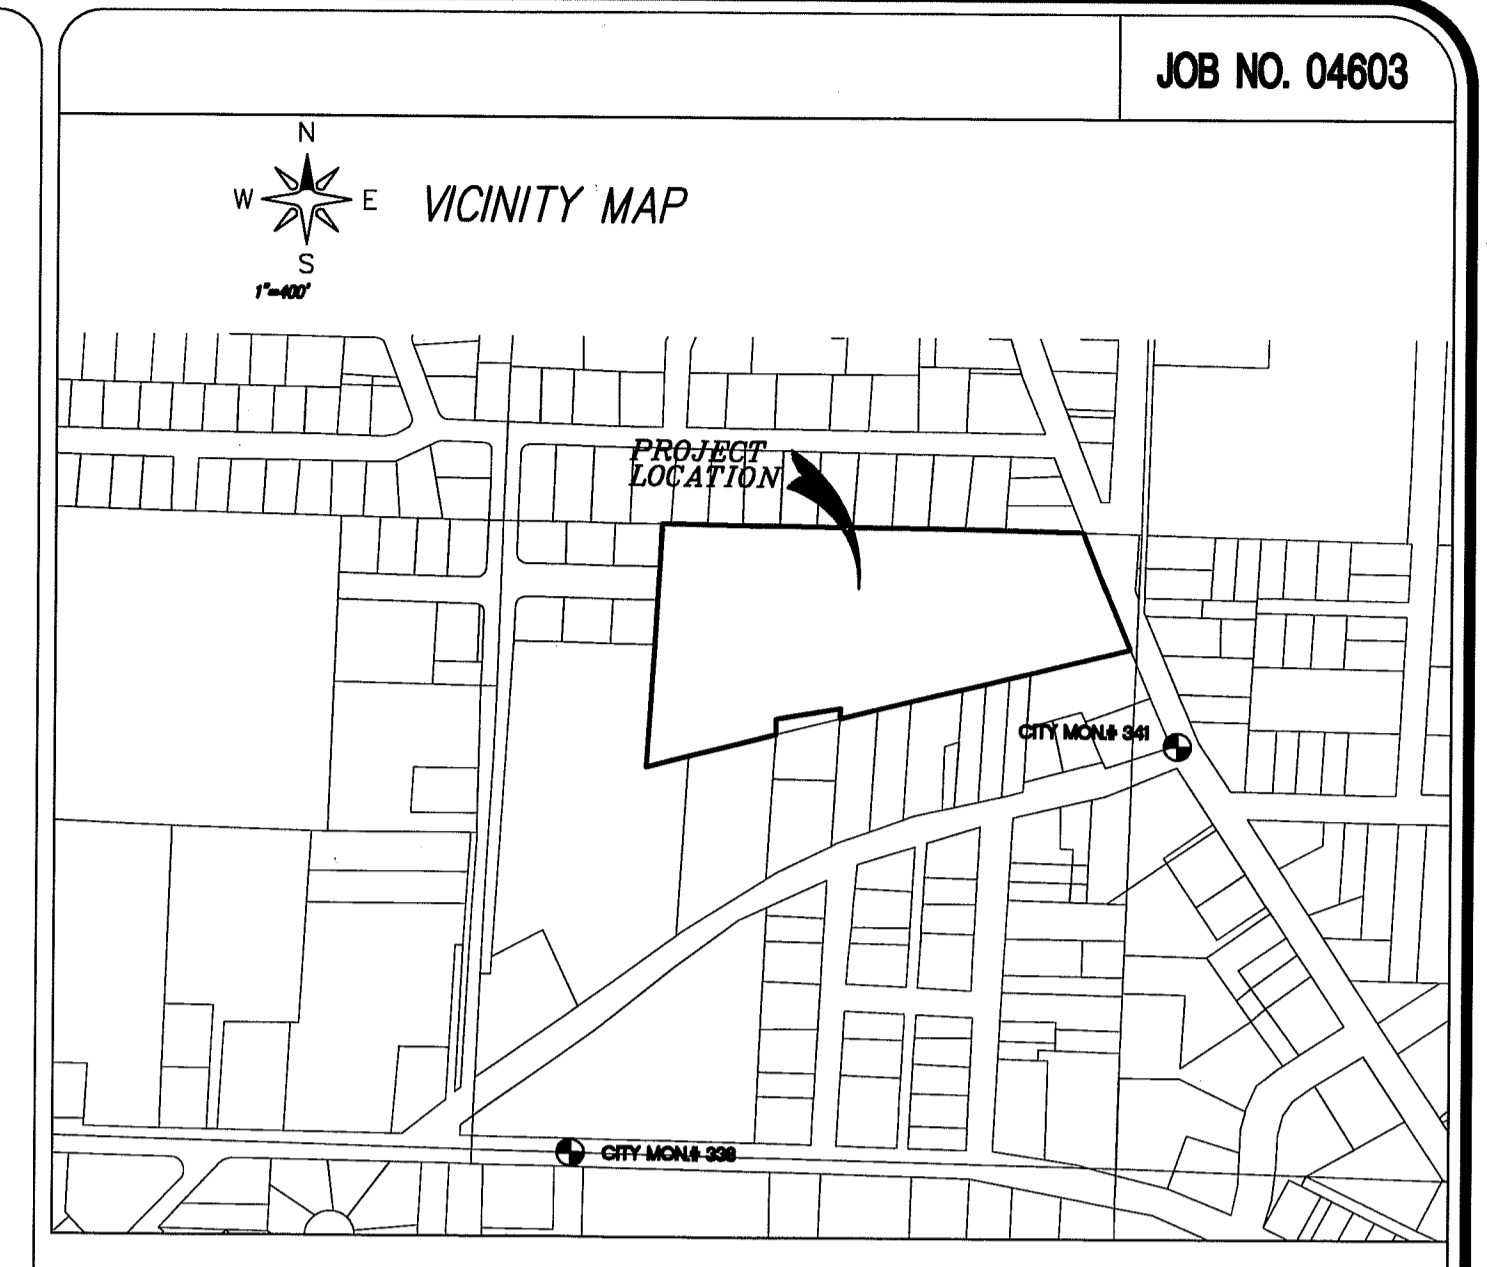 JOB NO. 04603
N
W E
S
VICINITY MAP
1"=400'
PROJECT
LOCATION
CITY MON.# 341
CITY MON.# 338